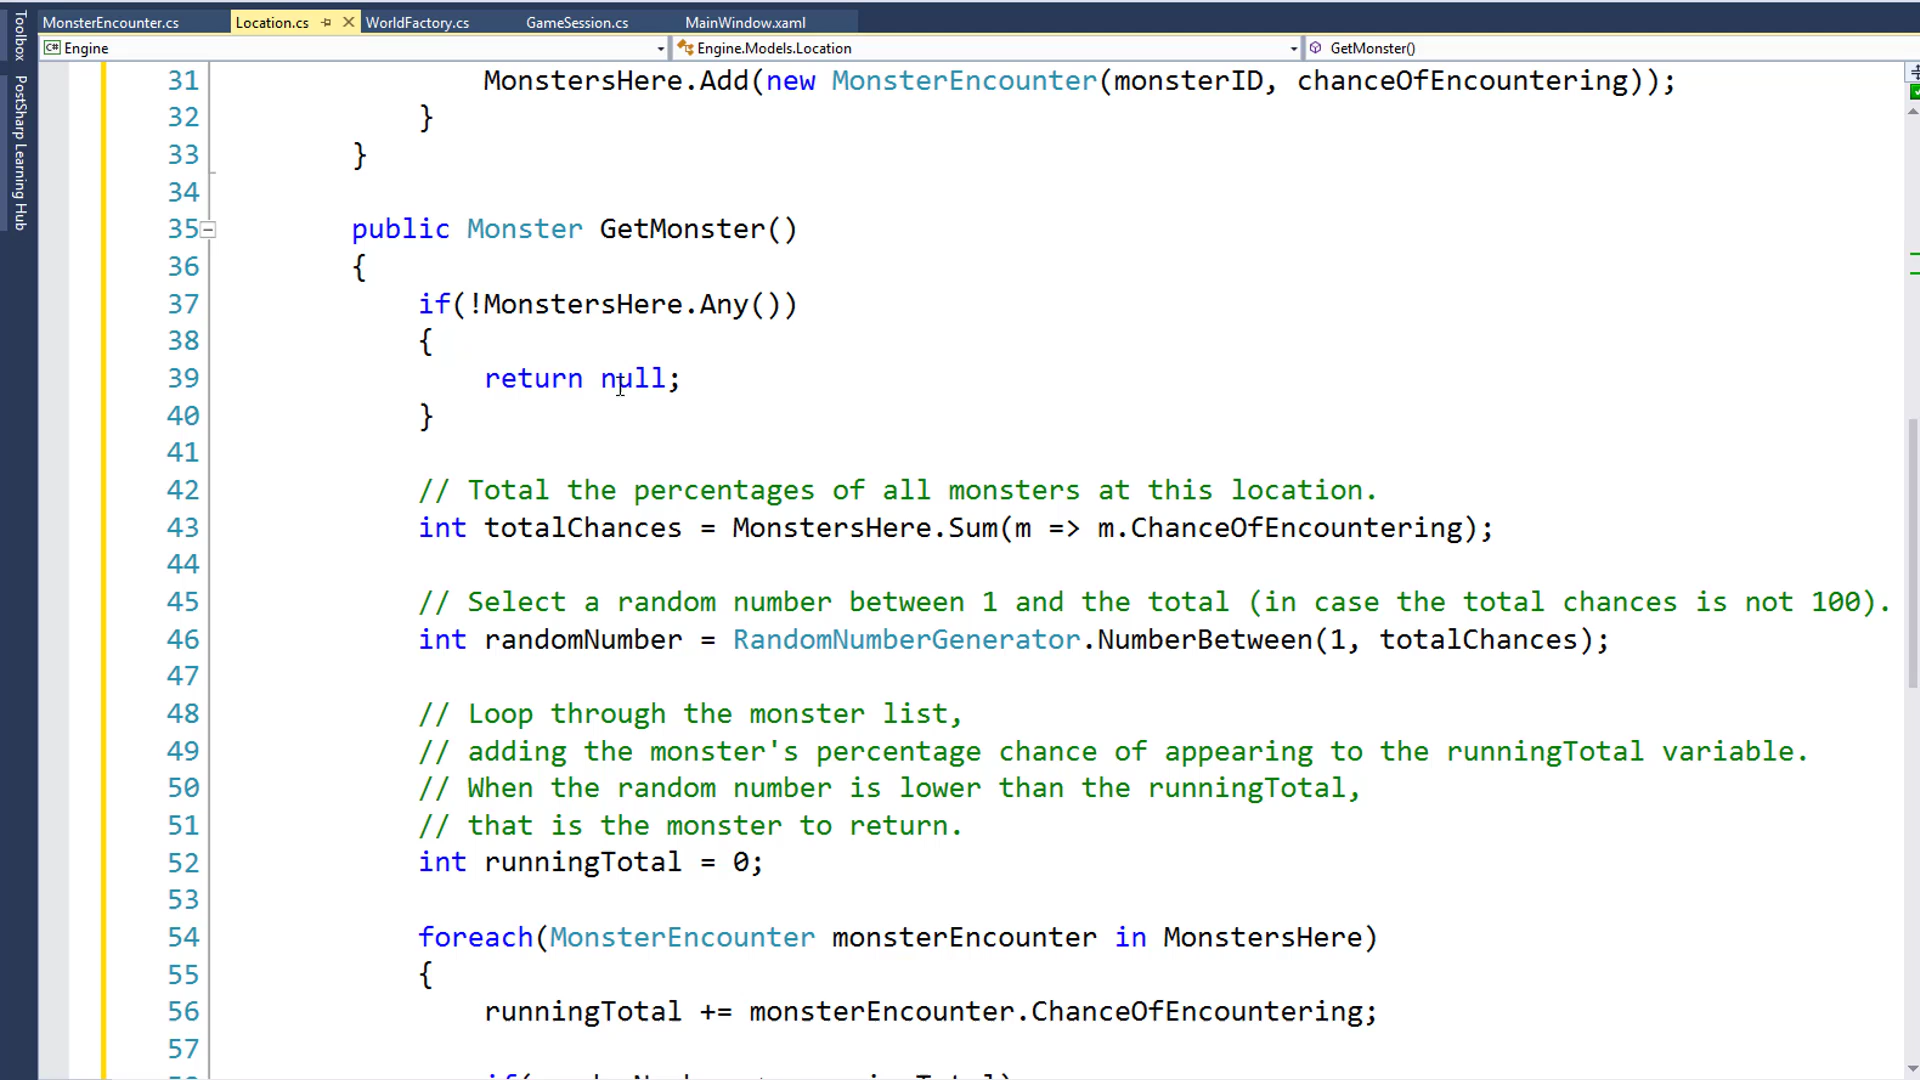 MonsterEncounter.cs
Location.cs
WorldFactory.cs
GameSession.cs
MainWindow.xaml
Toolbox
PostSharp Learning Hub
C# Engine
Engine.Models.Location
GetMonster()
31 MonstersHere.Add(new MonsterEncounter(monsterID, chanceOfEncountering));
32 }
33 }
34
35 public Monster GetMonster()
36 {
37 if(!MonstersHere.Any())
38 {
39 return null;
40 }
41
42 // Total the percentages of all monsters at this location.
43 int totalChances = MonstersHere.Sum(m => m.ChanceOfEncountering);
44
45 // Select a random number between 1 and the total (in case the total chances is not 100).
46 int randomNumber = RandomNumberGenerator.NumberBetween(1, totalChances);
47
48 // Loop through the monster list,
49 // adding the monster's percentage chance of appearing to the runningTotal variable.
50 // When the random number is lower than the runningTotal,
51 // that is the monster to return.
52 int runningTotal = 0;
53
54 foreach(MonsterEncounter monsterEncounter in MonstersHere)
55 {
56 runningTotal += monsterEncounter.ChanceOfEncountering;
57